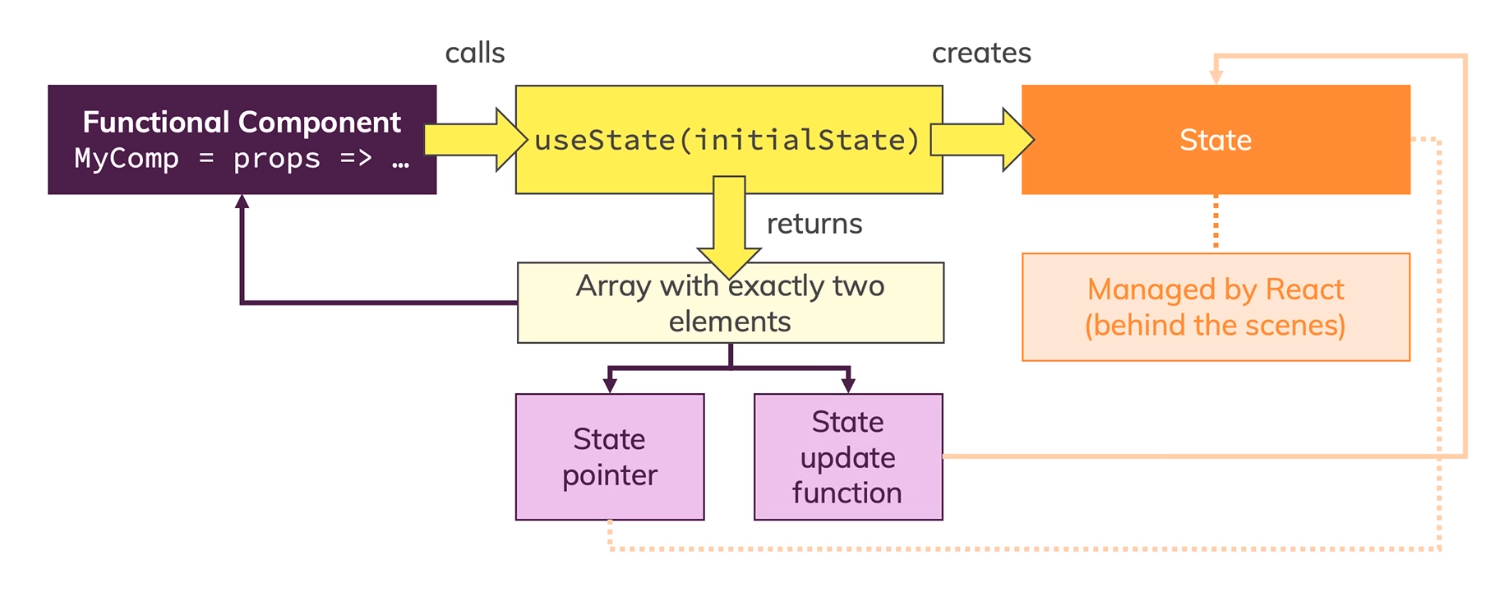 calls
creates
Functional Component
MyComp = props => …
useState(initialState)
State
returns
Array with exactly two
elements
Managed by React
(behind the scenes)
State
pointer
State
update
function